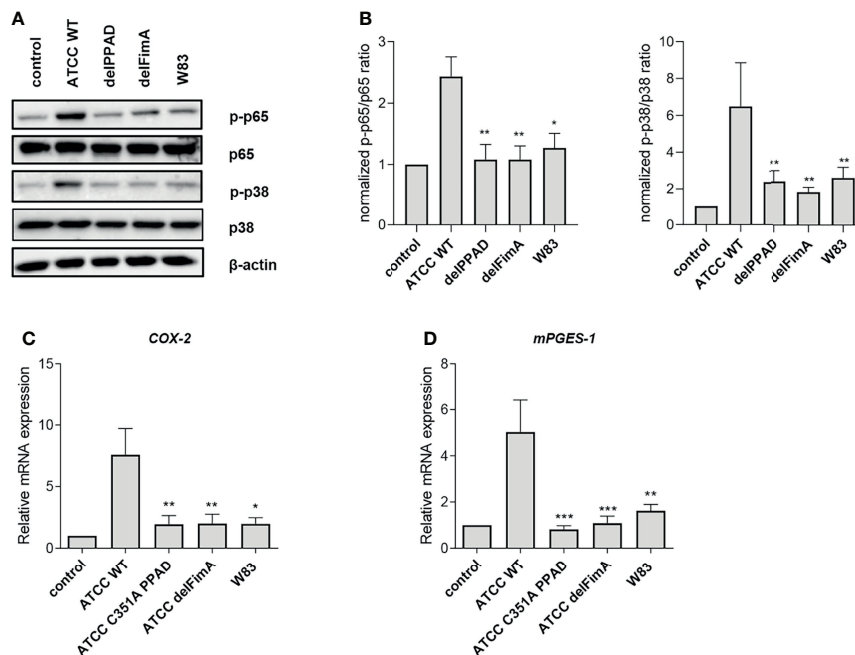 A
control
ATCC WT
delPPAD
delFimA
W83
p-p65
p65
p-p38
p38
β-actin
B
normalized p-p65/p65 ratio
3
2
1
0
**
**
*
control
ATCC WT
delPPAD
delFimA
W83
normalized p-p38/p38 ratio
10
8
6
4
2
0
**
**
**
control
ATCC WT
delPPAD
delFimA
W83
C
COX-2
Relative mRNA expression
15
10
5
0
**
**
*
control
ATCC WT
ATCC C351A PPAD
ATCC delFimA
W83
D
mPGES-1
Relative mRNA expression
8
6
4
2
0
***
***
**
control
ATCC WT
ATCC C351A PPAD
ATCC delFimA
W83